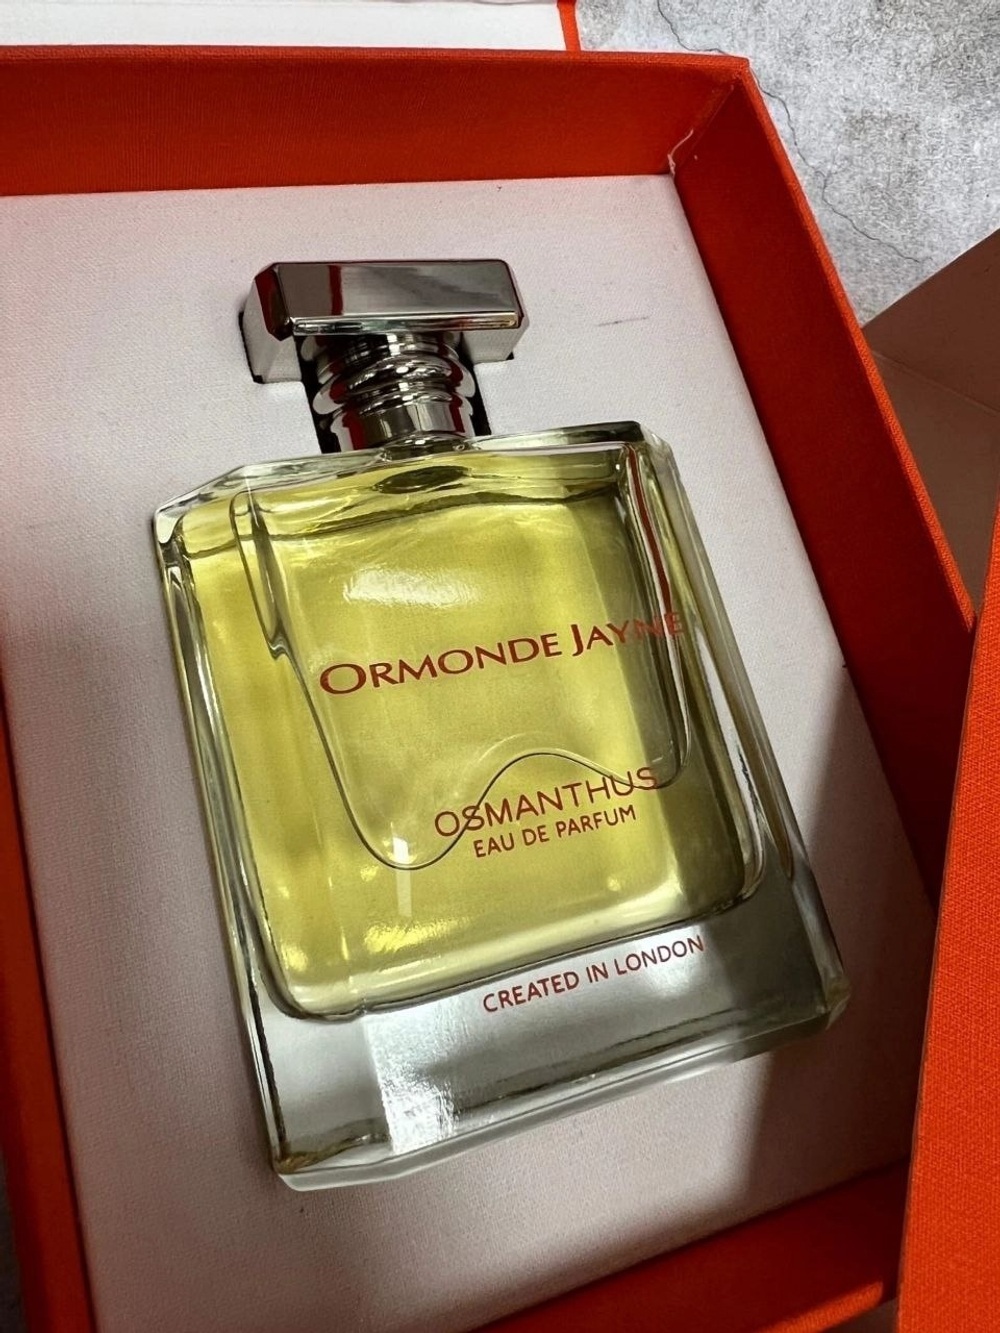 ORMONDE JAYNE
OSMANTHUS
EAU DE PARFUM
CREATED IN LONDON